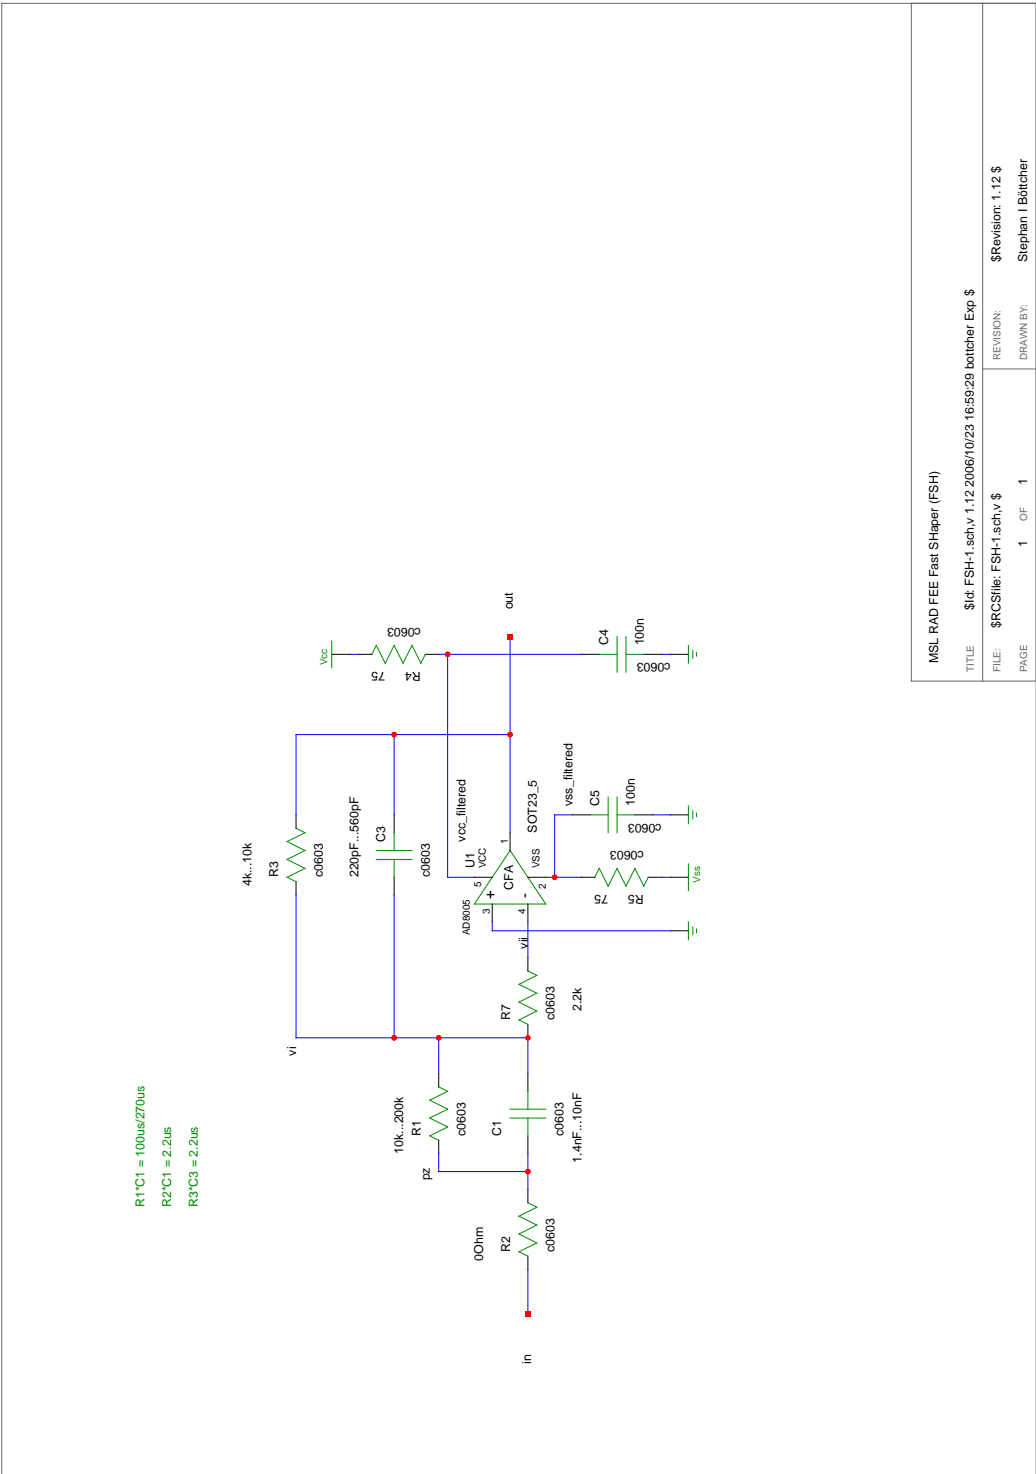 R1*C1 = 100us/270us
R2*C1 = 2.2us
R3*C3 = 2.2us
4k...10k
R3
c0603
220pF...560pF
C3
c0603
vi
10k...200k
R1
c0603
pz
C1
c0603
1.4nF...10nF
0Ohm
R2
c0603
in
R7
c0603
2.2k
vii
AD8005
U1
VCC
5
CFA
+
-
3
4
1
2
VSS
SOT23_5
vcc_filtered
vss_filtered
Vcc
R4
75
c0603
out
C4
100n
c0603
C5
100n
c0603
R5
75
c0603
Vss
MSL RAD FEE Fast SHaper (FSH)
TITLE $Id: FSH-1.sch,v 1.12 2006/10/23 16:59:29 bottcher Exp $
FILE: $RCSfile: FSH-1.sch,v $ REVISION: $Revision: 1.12 $
PAGE 1 OF 1 DRAWN BY: Stephan I Böttcher